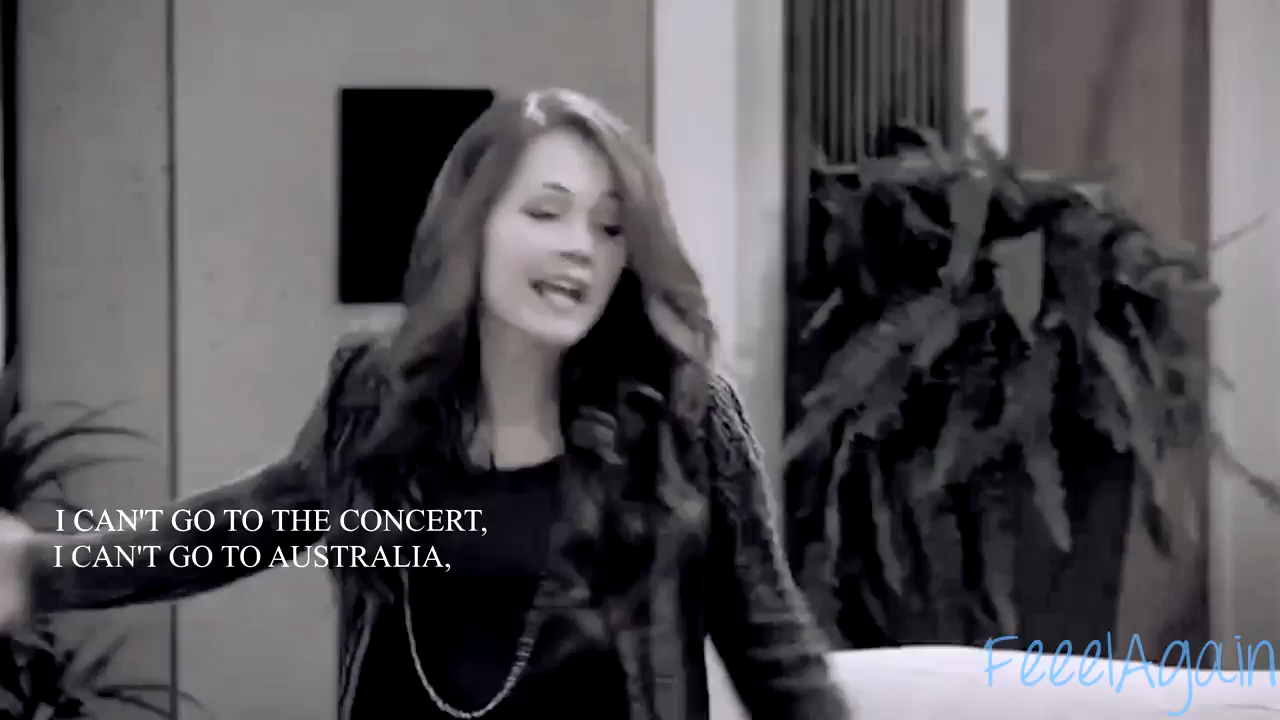 I CAN'T GO TO THE CONCERT,
I CAN'T GO TO AUSTRALIA,
FeeelAgain